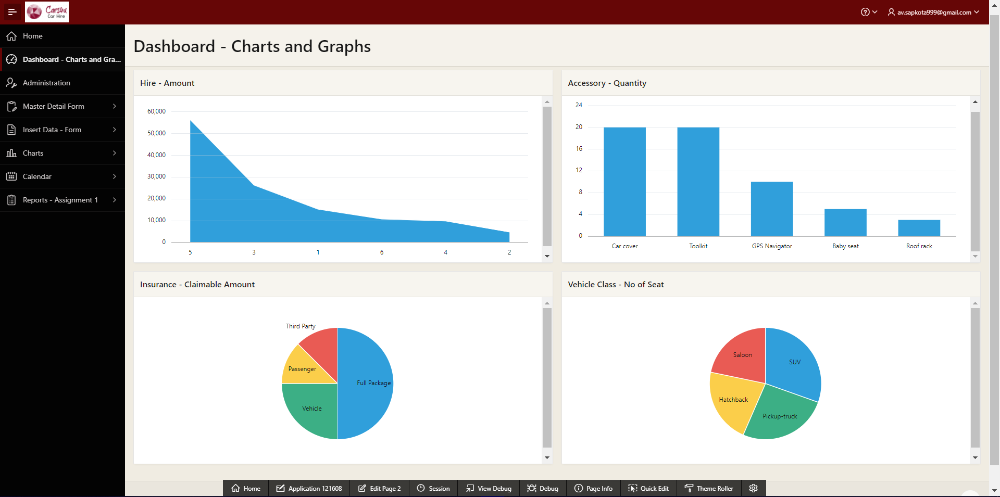 Cars4u
Car Hire
av.sapkota999@gmail.com
Home
Dashboard - Charts and Gra...
Administration
Master Detail Form
Insert Data - Form
Charts
Calendar
Reports - Assignment 1
Dashboard - Charts and Graphs
Hire - Amount
60,000
50,000
40,000
30,000
20,000
10,000
0
5 3 1 6 4 2
Accessory - Quantity
24
20
16
12
8
4
0
Car cover Toolkit GPS Navigator Baby seat Roof rack
Insurance - Claimable Amount
Third Party
Passenger
Full Package
Vehicle
Vehicle Class - No of Seat
Saloon
SUV
Hatchback
Pickup-truck
Home Application 121608 Edit Page 2 Session View Debug Debug Page Info Quick Edit Theme Roller